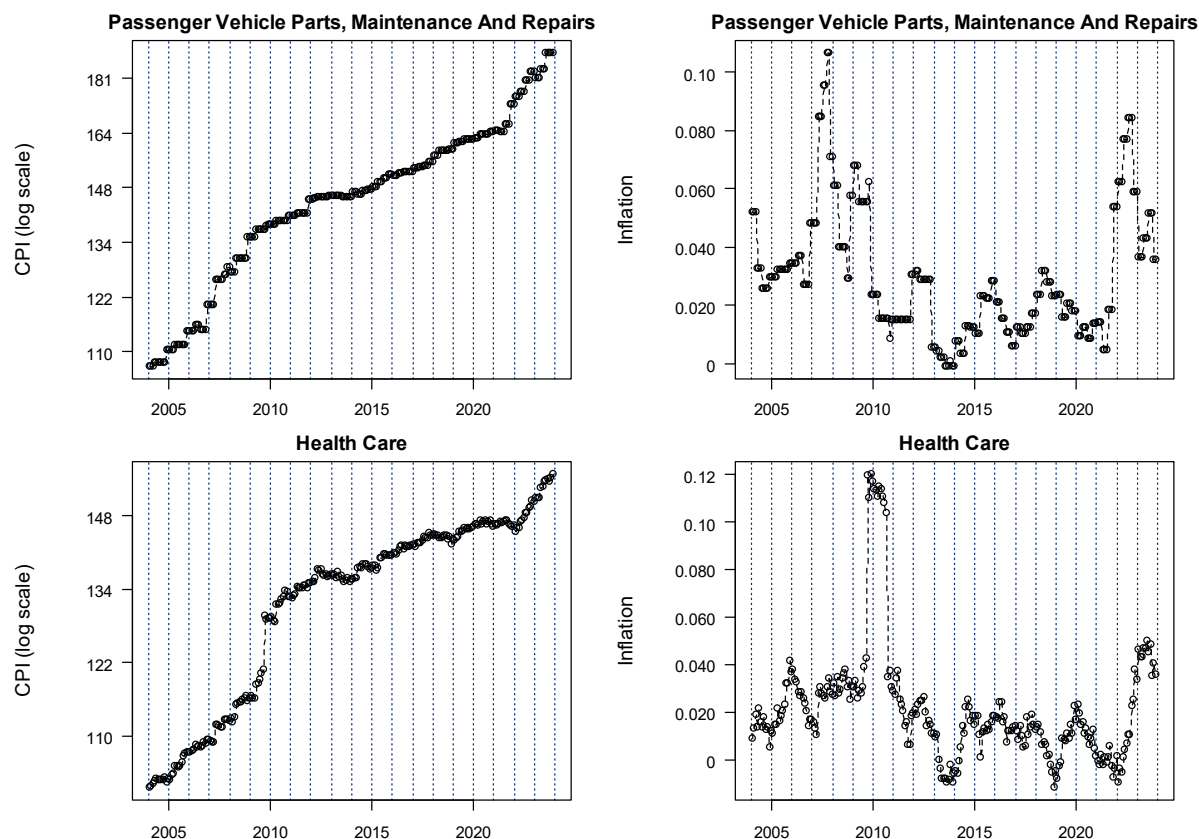 Passenger Vehicle Parts, Maintenance And Repairs
CPI (log scale)
181
164
148
134
122
110
2005 2010 2015 2020
Passenger Vehicle Parts, Maintenance And Repairs
Inflation
0.10
0.080
0.060
0.040
0.020
0
2005 2010 2015 2020
Health Care
CPI (log scale)
148
134
122
110
2005 2010 2015 2020
Health Care
Inflation
0.12
0.10
0.080
0.060
0.040
0.020
0
2005 2010 2015 2020